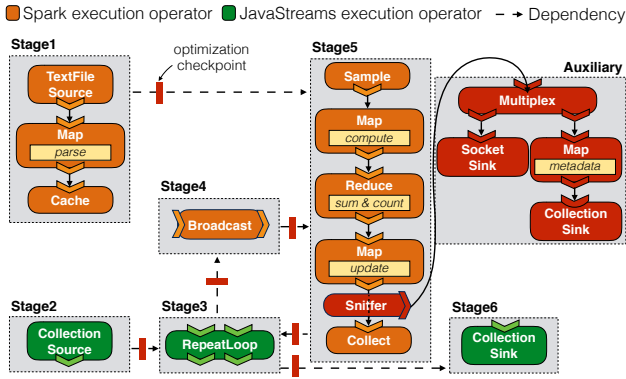 Spark execution operator
JavaStreams execution operator
Dependency
Stage1
optimization
checkpoint
Stage5
Auxiliary
TextFile
Source
Map
parse
Cache
Sample
Map
compute
Reduce
sum & count
Map
update
Sniffer
Collect
Multiplex
Socket
Sink
Map
metadata
Collection
Sink
Stage4
Broadcast
Stage2
Collection
Source
Stage3
RepeatLoop
Stage6
Collection
Sink